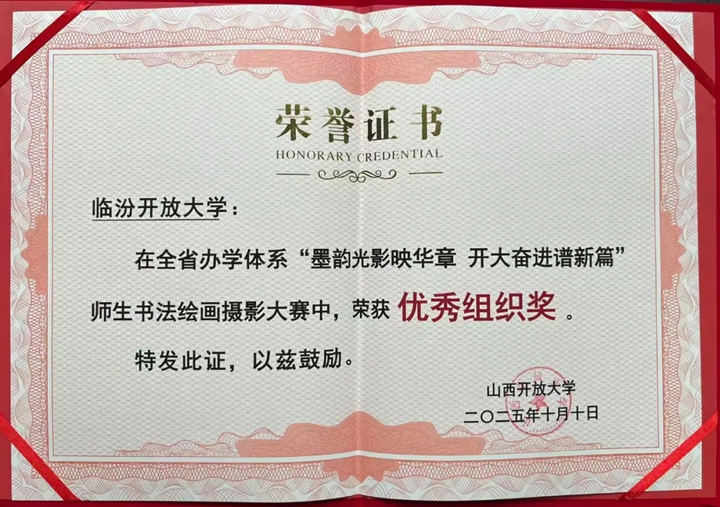 荣誉证书
HONORARY CREDENTIAL
临汾开放大学：
在全省办学体系“墨韵光影映华章 开大奋进谱新篇”
师生书法绘画摄影大赛中，荣获 优秀组织奖 。
特发此证，以兹鼓励。
山西开放大学
二〇二五年十月十日